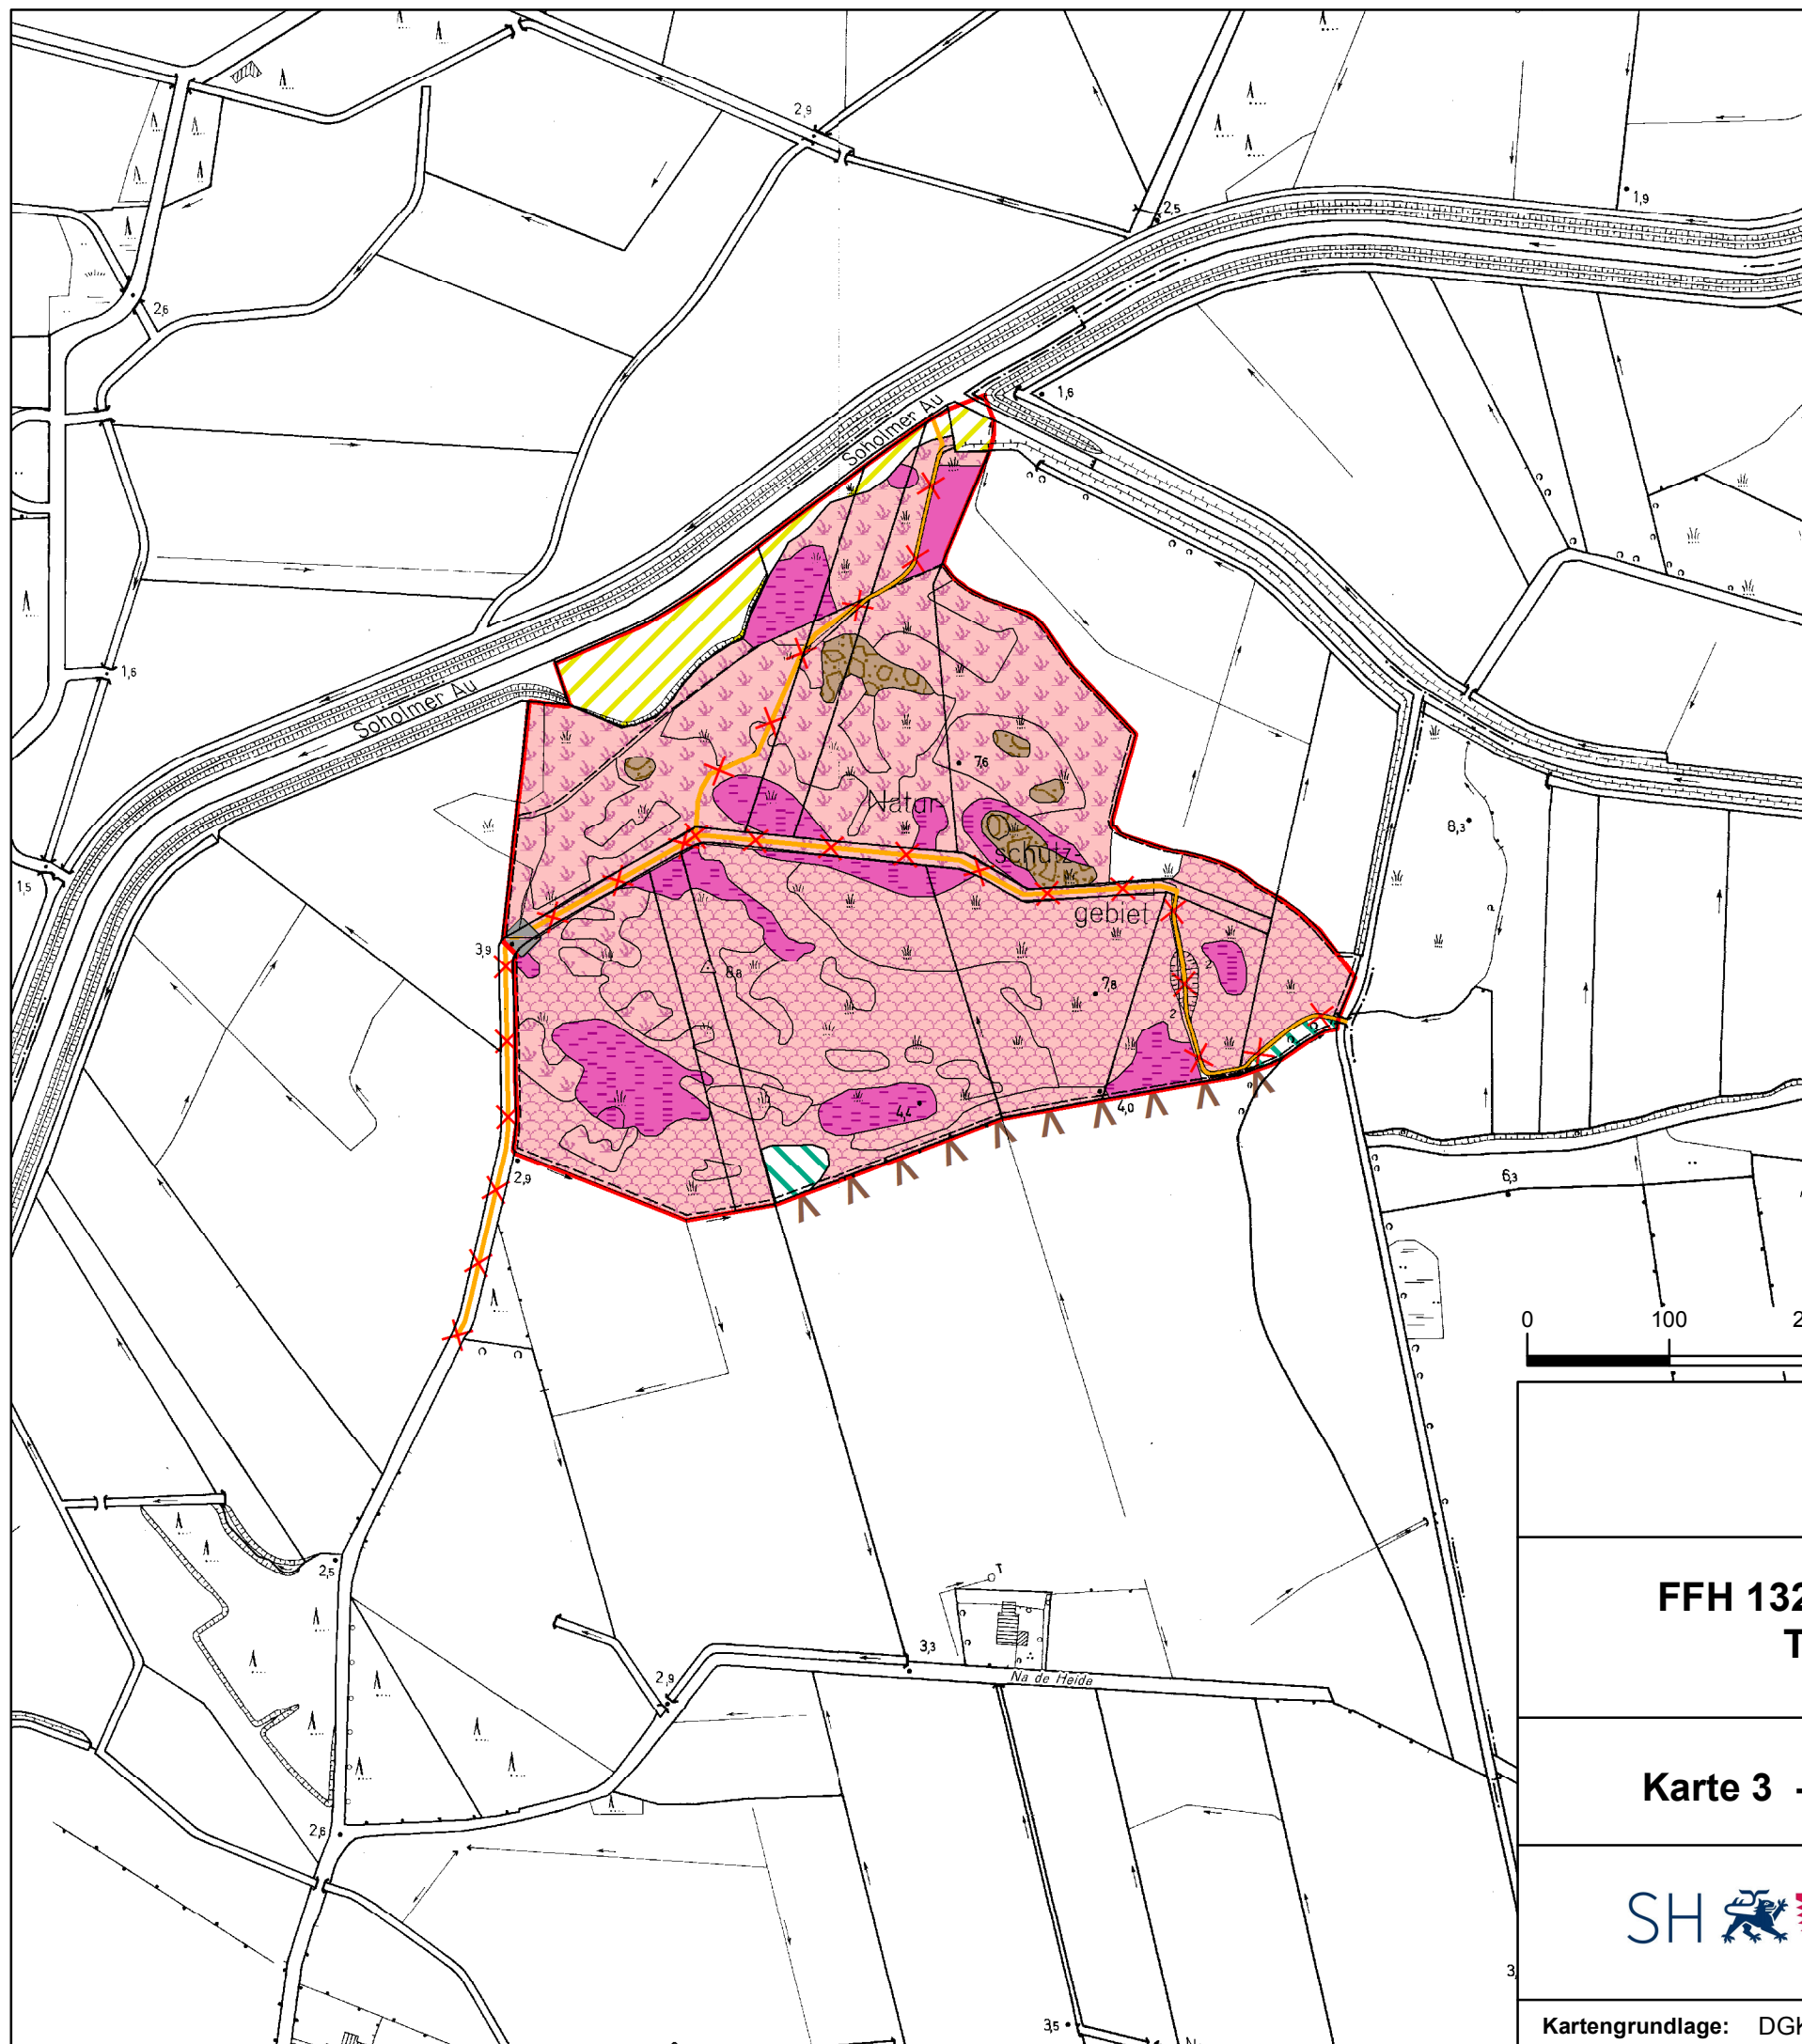 2,9
2,5
1,9
2,6
1,6
Soholmer Au
1,6
Soholmer Au
7,6
Natur-
schutz-
8,3
1,5
gebiet
3,9
8,8
2
7,8
2
4,4
4,0
2,9
6,3
0 100 2
2,5
FFH 132
T
3,3
2,9
Na de Heide
Karte 3 -
2,6
SH
3,
3,5
Kartengrundlage: DGK